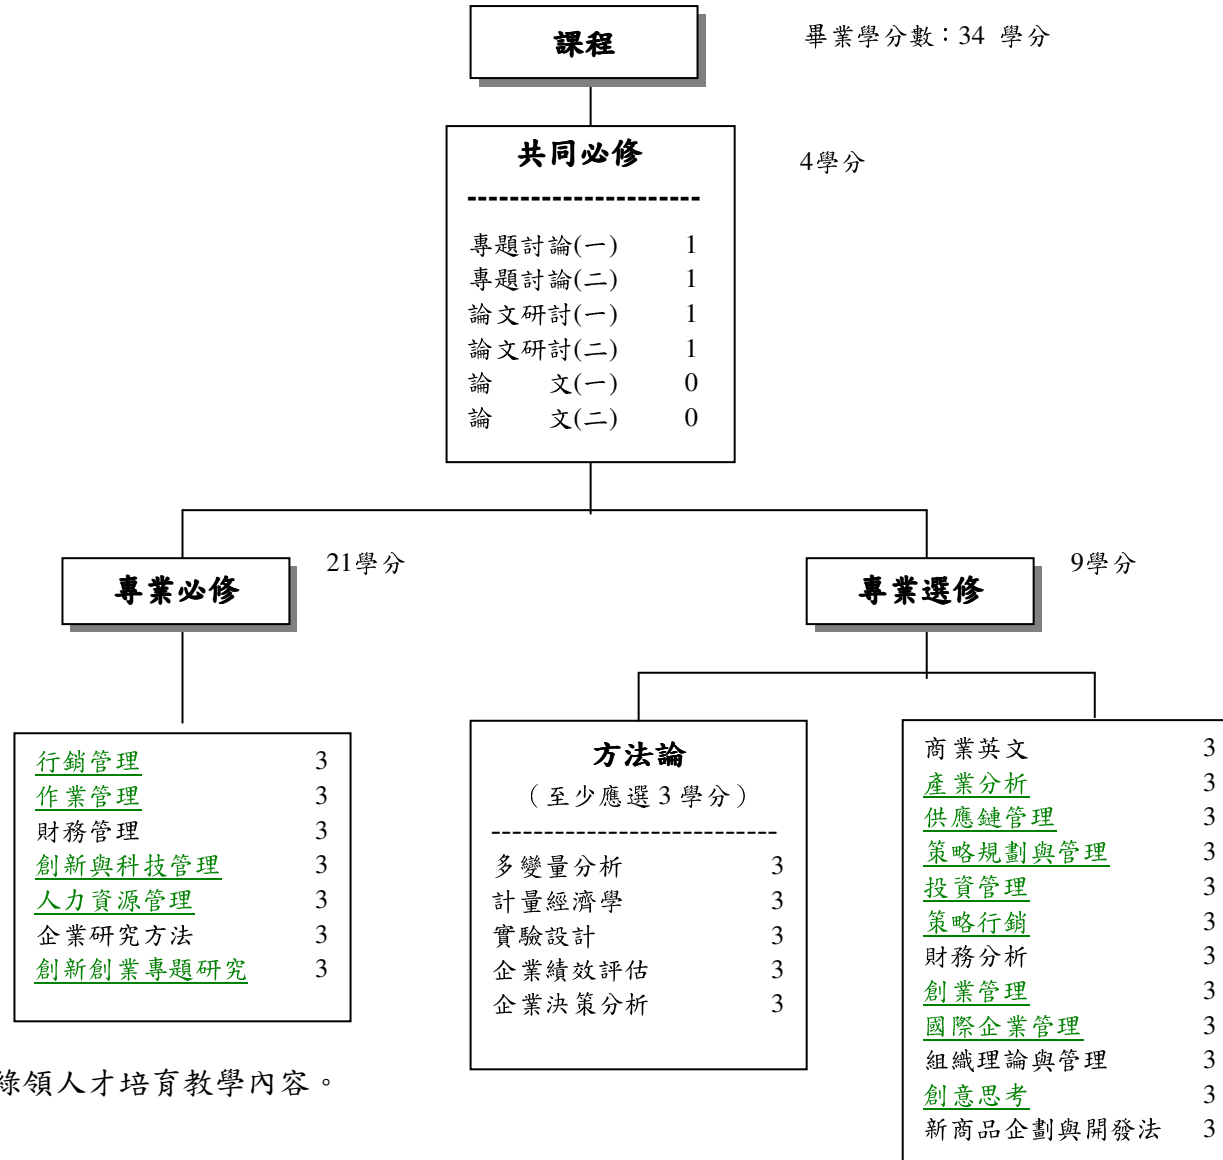 課程
畢業學分數：34 學分
共同必修
4學分
----------------------
專題討論(一) 1
專題討論(二) 1
論文研討(一) 1
論文研討(二) 1
論 文(一) 0
論 文(二) 0
專業必修
21學分
專業選修
9學分
行銷管理 3
作業管理 3
財務管理 3
創新與科技管理 3
人力資源管理 3
企業研究方法 3
創新創業專題研究 3
方法論
（至少應選 3 學分）
---------------------------
多變量分析 3
計量經濟學 3
實驗設計 3
企業績效評估 3
企業決策分析 3
商業英文 3
產業分析 3
供應鏈管理 3
策略規劃與管理 3
投資管理 3
策略行銷 3
財務分析 3
創業管理 3
國際企業管理 3
組織理論與管理 3
創意思考 3
新商品企劃與開發法 3
綠領人才培育教學內容。